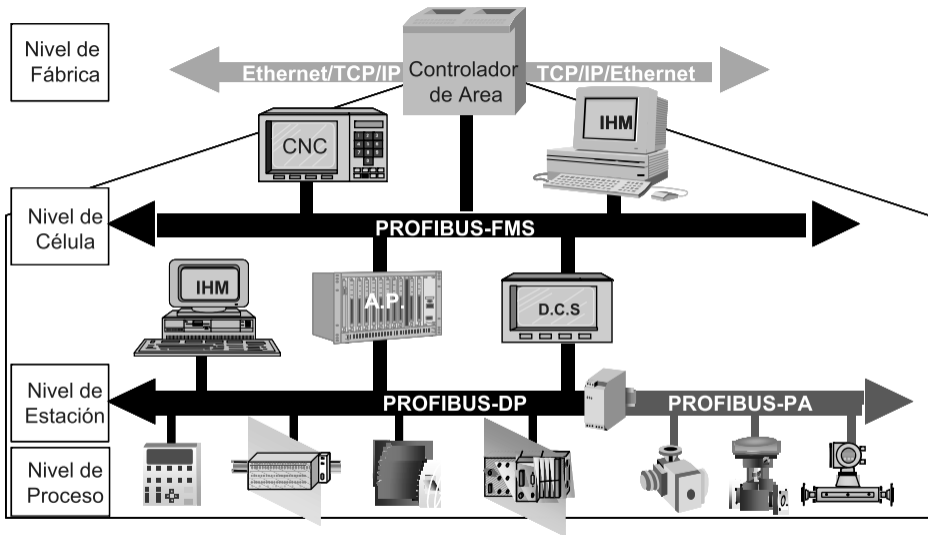 Nivel de
Fábrica
Ethernet/TCP/IP
Controlador
de Area
TCP/IP/Ethernet
CNC
IHM
Nivel de
Célula
PROFIBUS-FMS
IHM
A.P.
D.C.S
Nivel de
Estación
PROFIBUS-DP
PROFIBUS-PA
Nivel de
Proceso